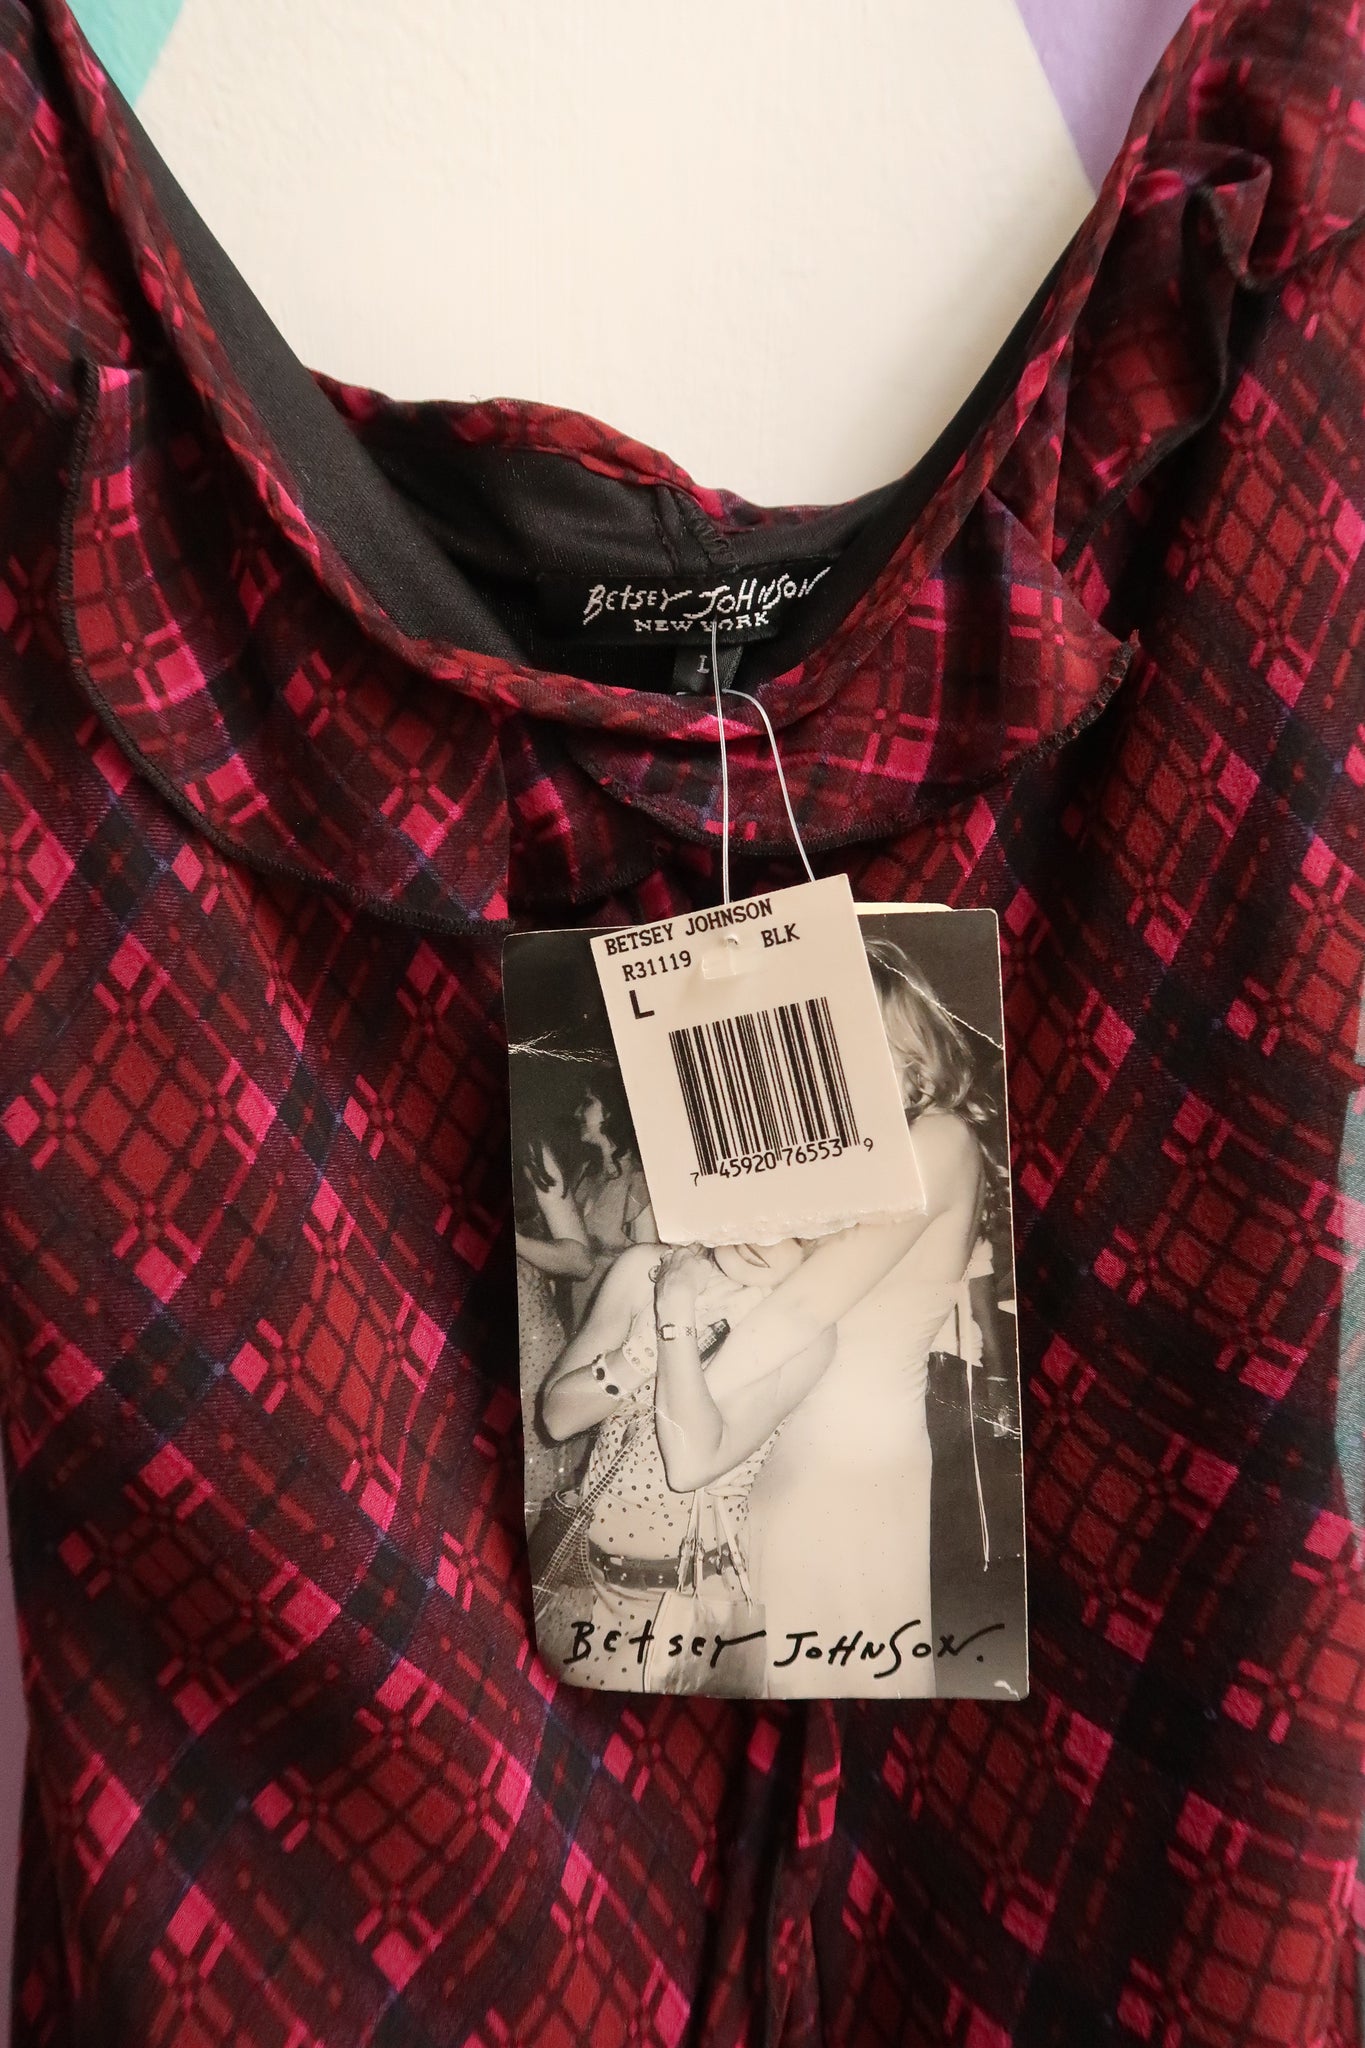 BETSEY JOHNSON
NEW YORK
L
BETSEY JOHNSON
R31119 BLK
L
7 45920 76553 9
BETSEY JOHNSON.